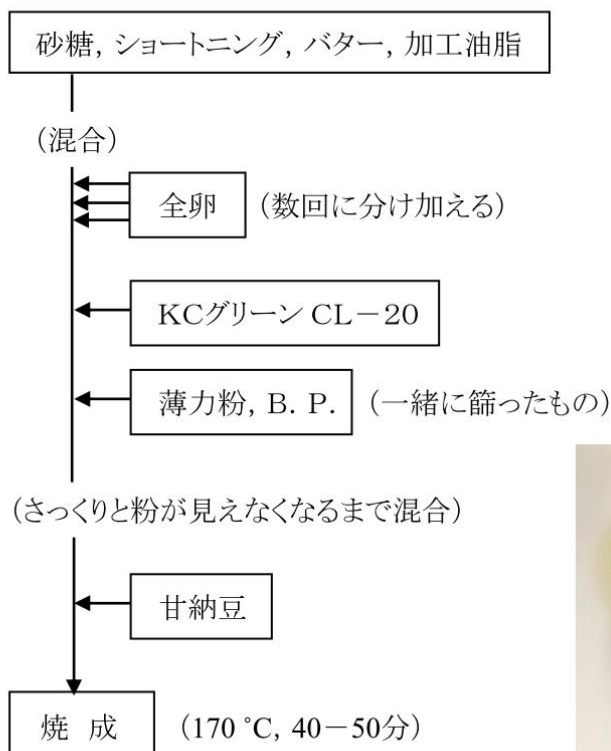 砂糖, ショートニング, バター, 加工油脂
(混合)
全卵 (数回に分け加える)
KCグリーン CL－20
薄力粉, B. P. (一緒に篩ったもの)
(さっくりと粉が見えなくなるまで混合)
甘納豆
焼 成 (170 °C, 40－50分)